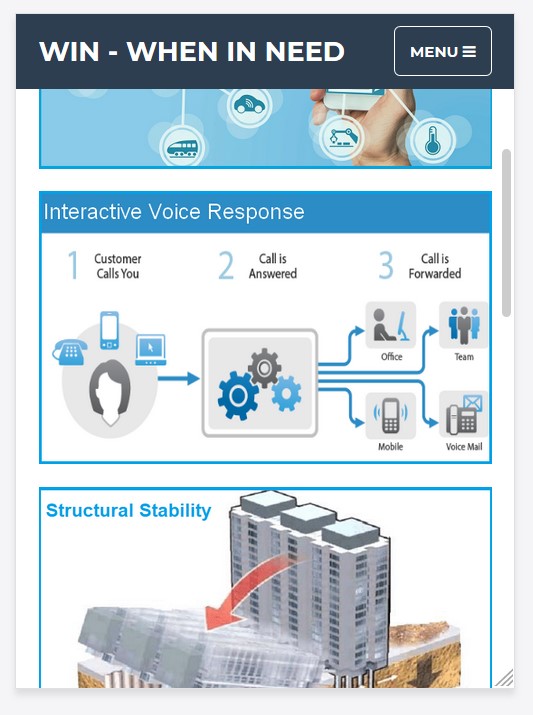 WIN - WHEN IN NEED
MENU
Interactive Voice Response
1 Customer
Calls You
2 Call is
Answered
3 Call is
Forwarded
Office
Team
Mobile
Voice Mail
Structural Stability